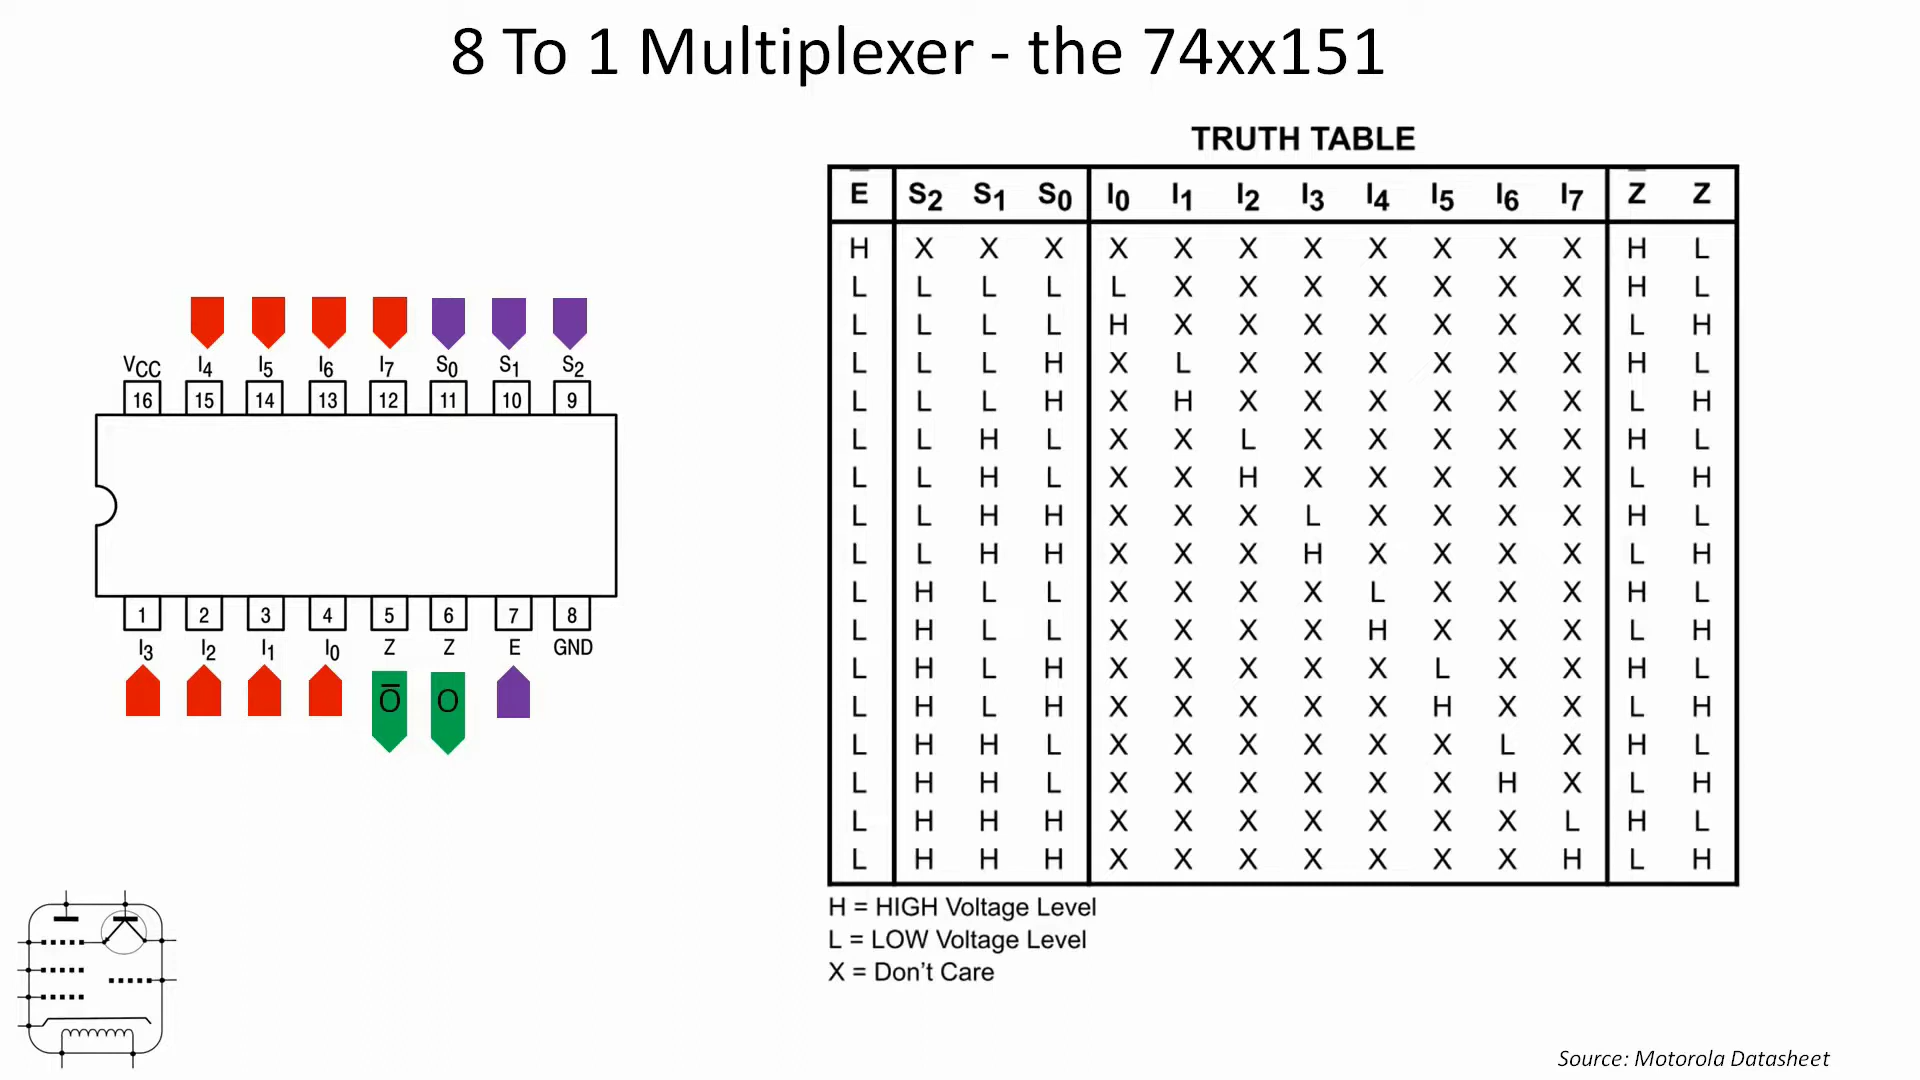 8 To 1 Multiplexer - the 74xx151
TRUTH TABLE
E̅ S2 S1 S0 I0 I1 I2 I3 I4 I5 I6 I7 Z̅ Z
H X X X X X X X X X X X H L
L L L L L X X X X X X X H L
L L L L H X X X X X X X L H
L L L H X L X X X X X X H L
L L L H X H X X X X X X L H
L L H L X X L X X X X X H L
L L H L X X H X X X X X L H
L L H H X X X L X X X X H L
L L H H X X X H X X X X L H
L H L L X X X X L X X X H L
L H L L X X X X H X X X L H
L H L H X X X X X L X X H L
L H L H X X X X X H X X L H
L H H L X X X X X X L X H L
L H H L X X X X X X H X L H
L H H H X X X X X X X L H L
L H H H X X X X X X X H L H
H = HIGH Voltage Level
L = LOW Voltage Level
X = Don't Care
VCC I4 I5 I6 I7 S0 S1 S2
16 15 14 13 12 11 10 9
1 2 3 4 5 6 7 8
I3 I2 I1 I0 Z Z E GND
O̅ O
Source: Motorola Datasheet